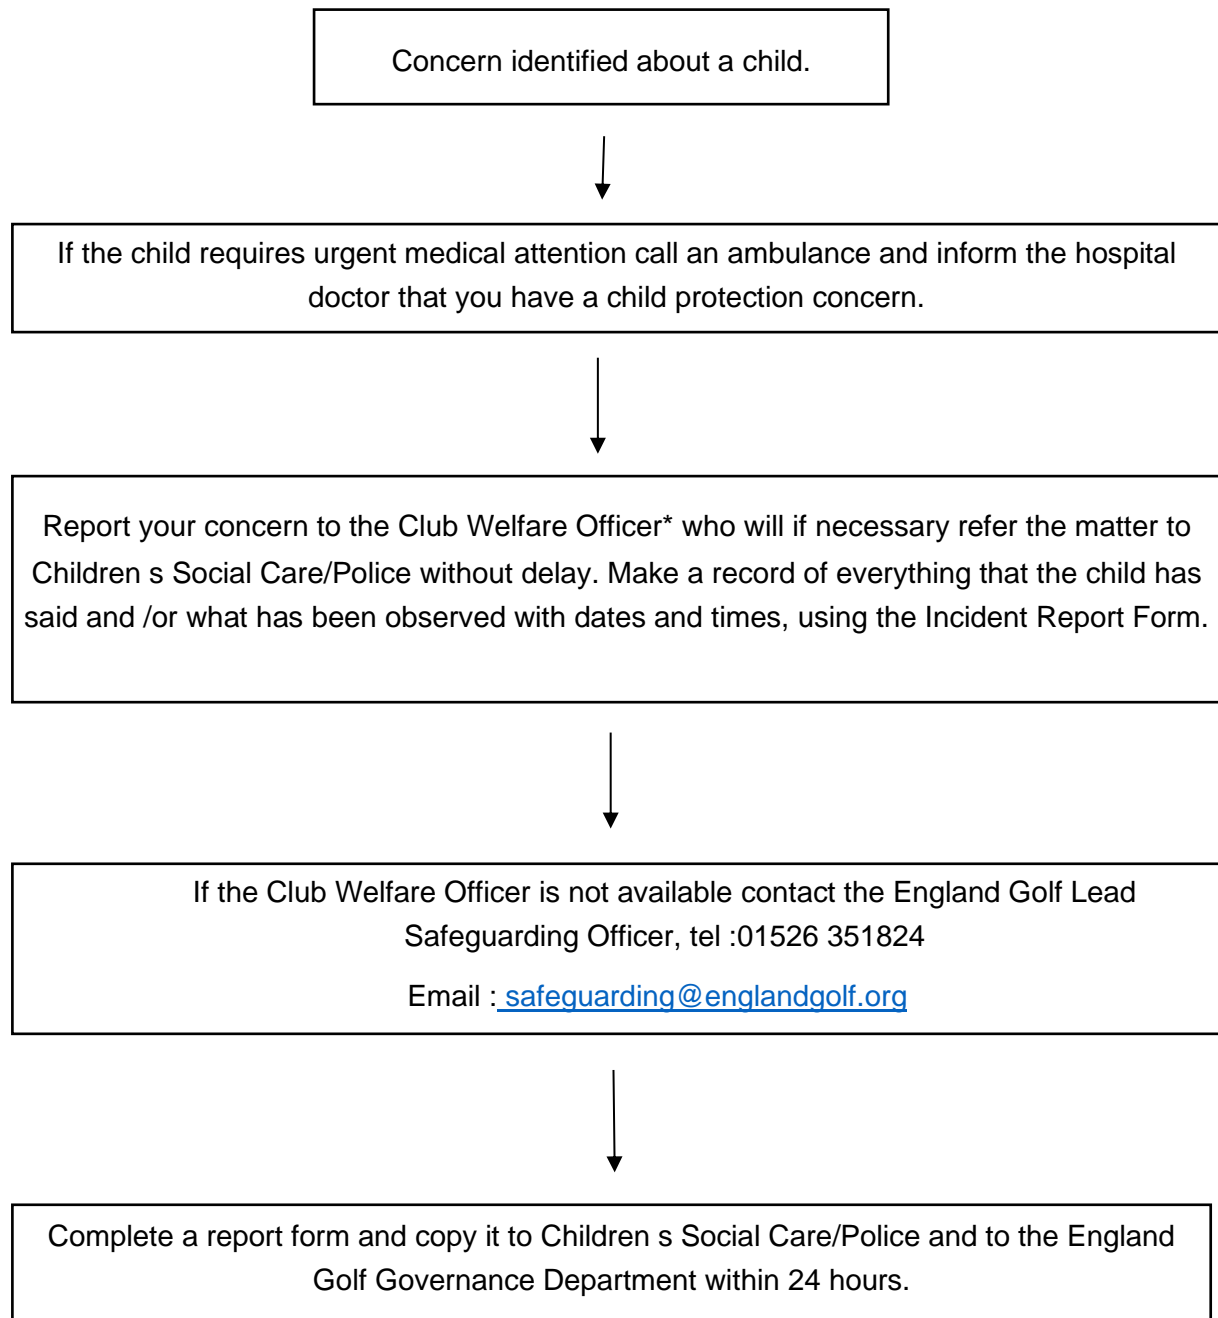 Concern identified about a child.
If the child requires urgent medical attention call an ambulance and inform the hospital
doctor that you have a child protection concern.
Report your concern to the Club Welfare Officer* who will if necessary refer the matter to
Children s Social Care/Police without delay. Make a record of everything that the child has
said and /or what has been observed with dates and times, using the Incident Report Form.
If the Club Welfare Officer is not available contact the England Golf Lead
Safeguarding Officer, tel :01526 351824
Email : safeguarding@englandgolf.org
Complete a report form and copy it to Children s Social Care/Police and to the England
Golf Governance Department within 24 hours.